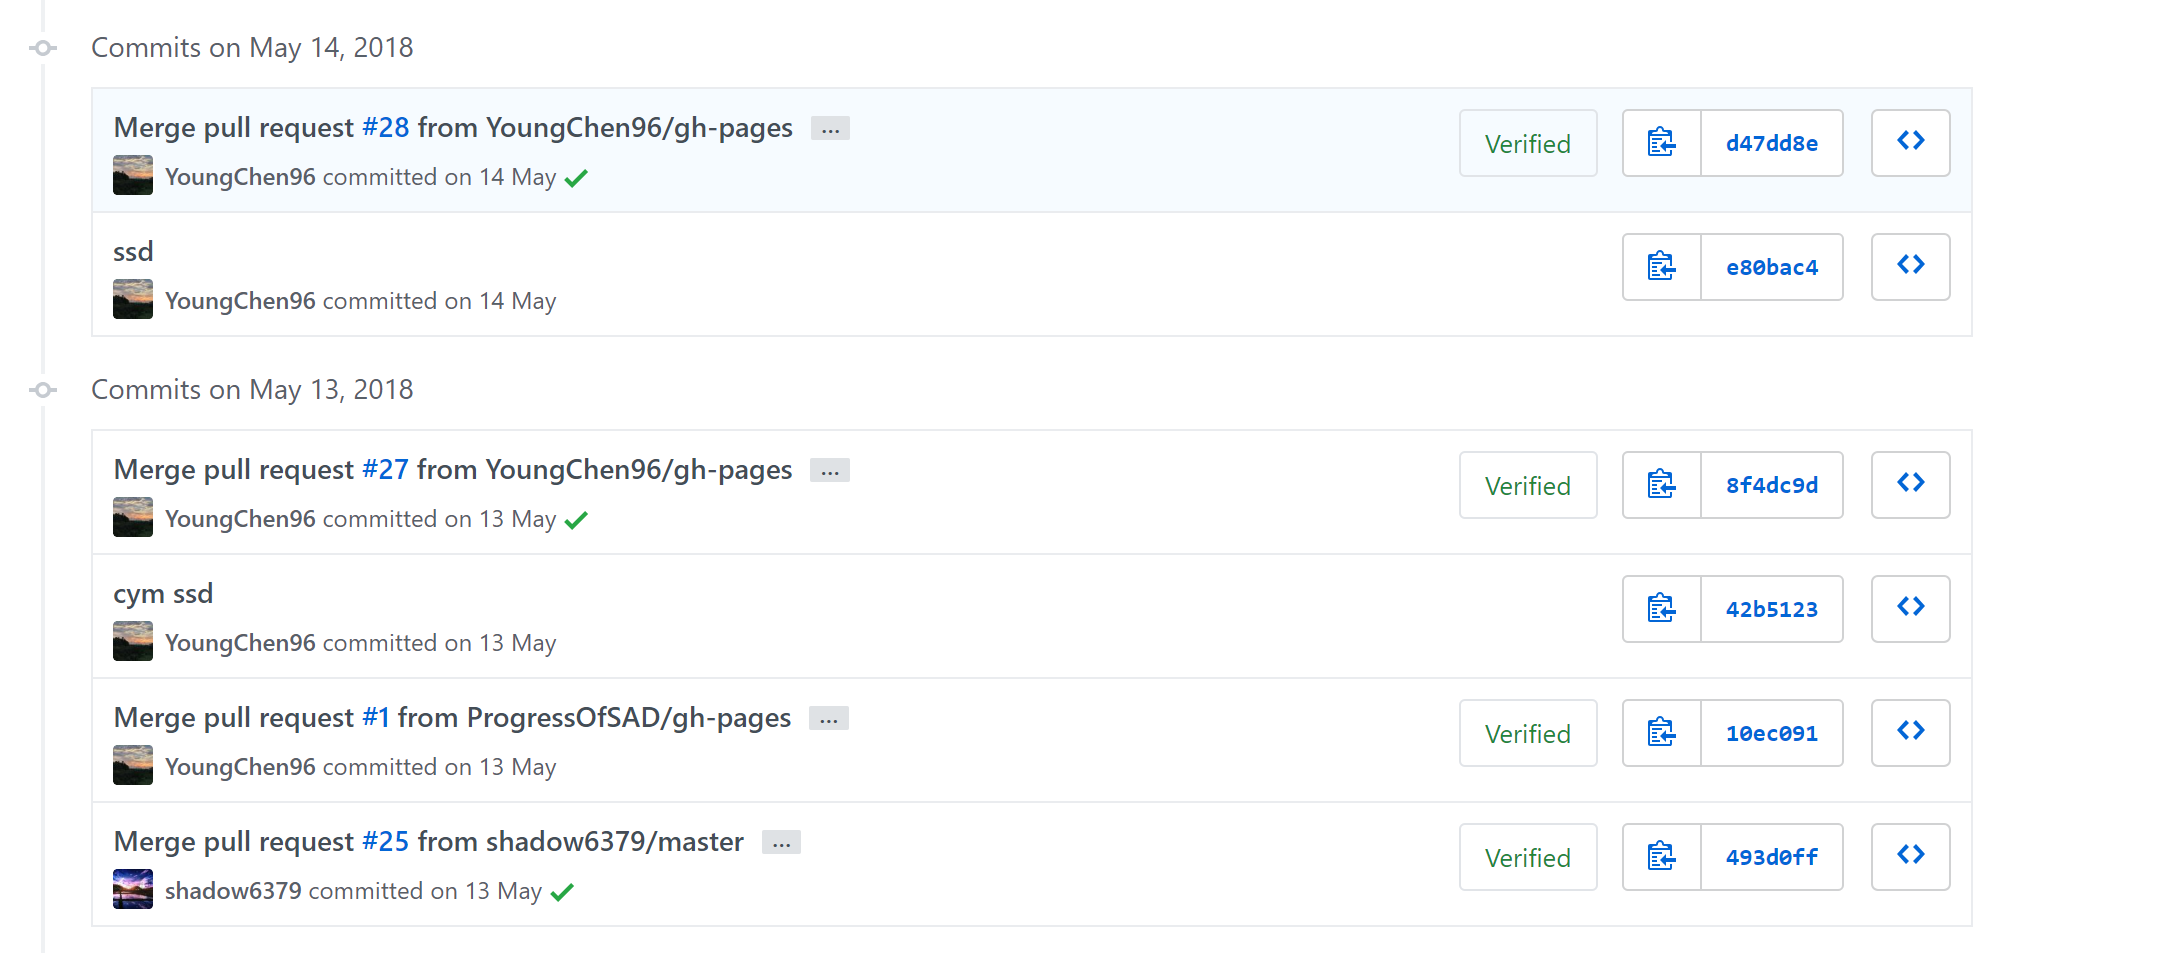 Commits on May 14, 2018
Merge pull request #28 from YoungChen96/gh-pages ...
Verified d47dd8e
YoungChen96 committed on 14 May
ssd
e80bac4
YoungChen96 committed on 14 May
Commits on May 13, 2018
Merge pull request #27 from YoungChen96/gh-pages ...
Verified 8f4dc9d
YoungChen96 committed on 13 May
cym ssd
42b5123
YoungChen96 committed on 13 May
Merge pull request #1 from ProgressOfSAD/gh-pages ...
Verified 10ec091
YoungChen96 committed on 13 May
Merge pull request #25 from shadow6379/master ...
Verified 493d0ff
shadow6379 committed on 13 May